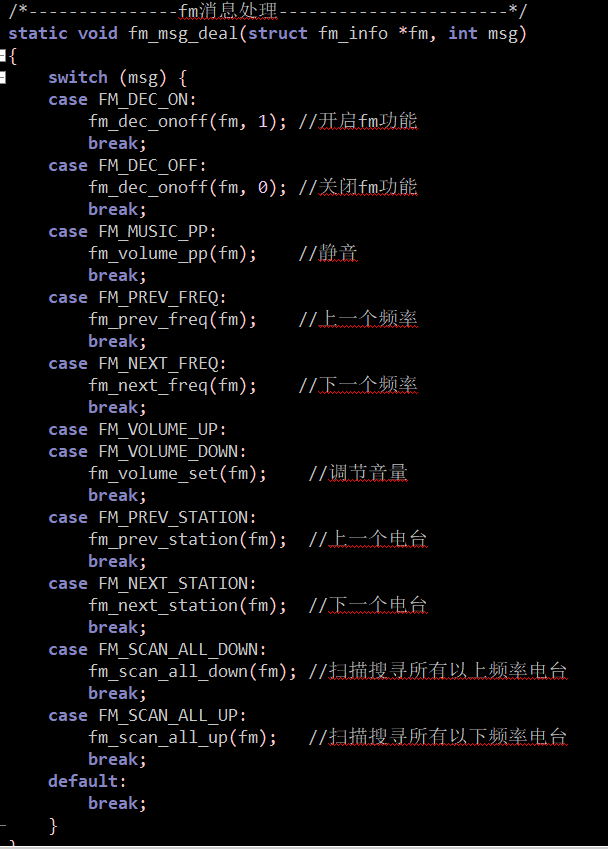 /*---------------fm消息处理-----------------------*/
static void fm_msg_deal(struct fm_info *fm, int msg)
{
    switch (msg) {
    case FM_DEC_ON:
        fm_dec_onoff(fm, 1); //开启fm功能
        break;
    case FM_DEC_OFF:
        fm_dec_onoff(fm, 0); //关闭fm功能
        break;
    case FM_MUSIC_PP:
        fm_volume_pp(fm);    //静音
        break;
    case FM_PREV_FREQ:
        fm_prev_freq(fm);    //上一个频率
        break;
    case FM_NEXT_FREQ:
        fm_next_freq(fm);    //下一个频率
        break;
    case FM_VOLUME_UP:
    case FM_VOLUME_DOWN:
        fm_volume_set(fm);    //调节音量
        break;
    case FM_PREV_STATION:
        fm_prev_station(fm);  //上一个电台
        break;
    case FM_NEXT_STATION:
        fm_next_station(fm);  //下一个电台
        break;
    case FM_SCAN_ALL_DOWN:
        fm_scan_all_down(fm); //扫描搜寻所有以上频率电台
        break;
    case FM_SCAN_ALL_UP:
        fm_scan_all_up(fm);   //扫描搜寻所有以下频率电台
        break;
    default:
        break;
    }
}